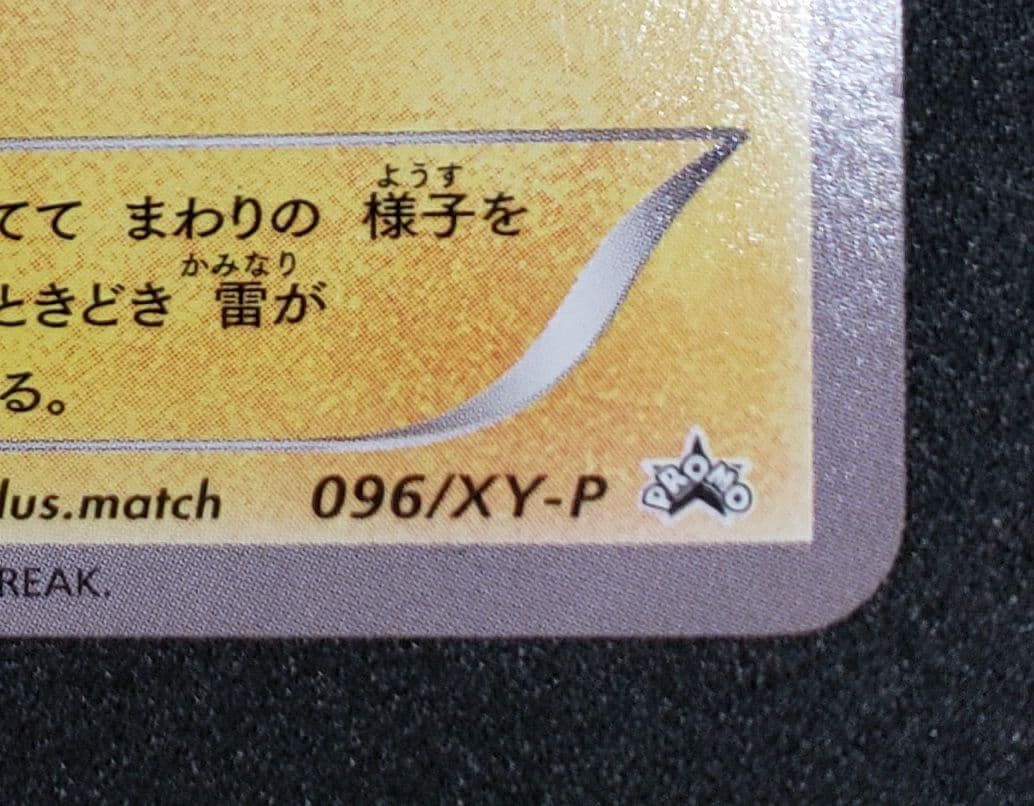 てて まわりの 様子を
ようす
ときどき 雷が
かみなり
る。
lus.match 096/XY-P PROMO
REAK.